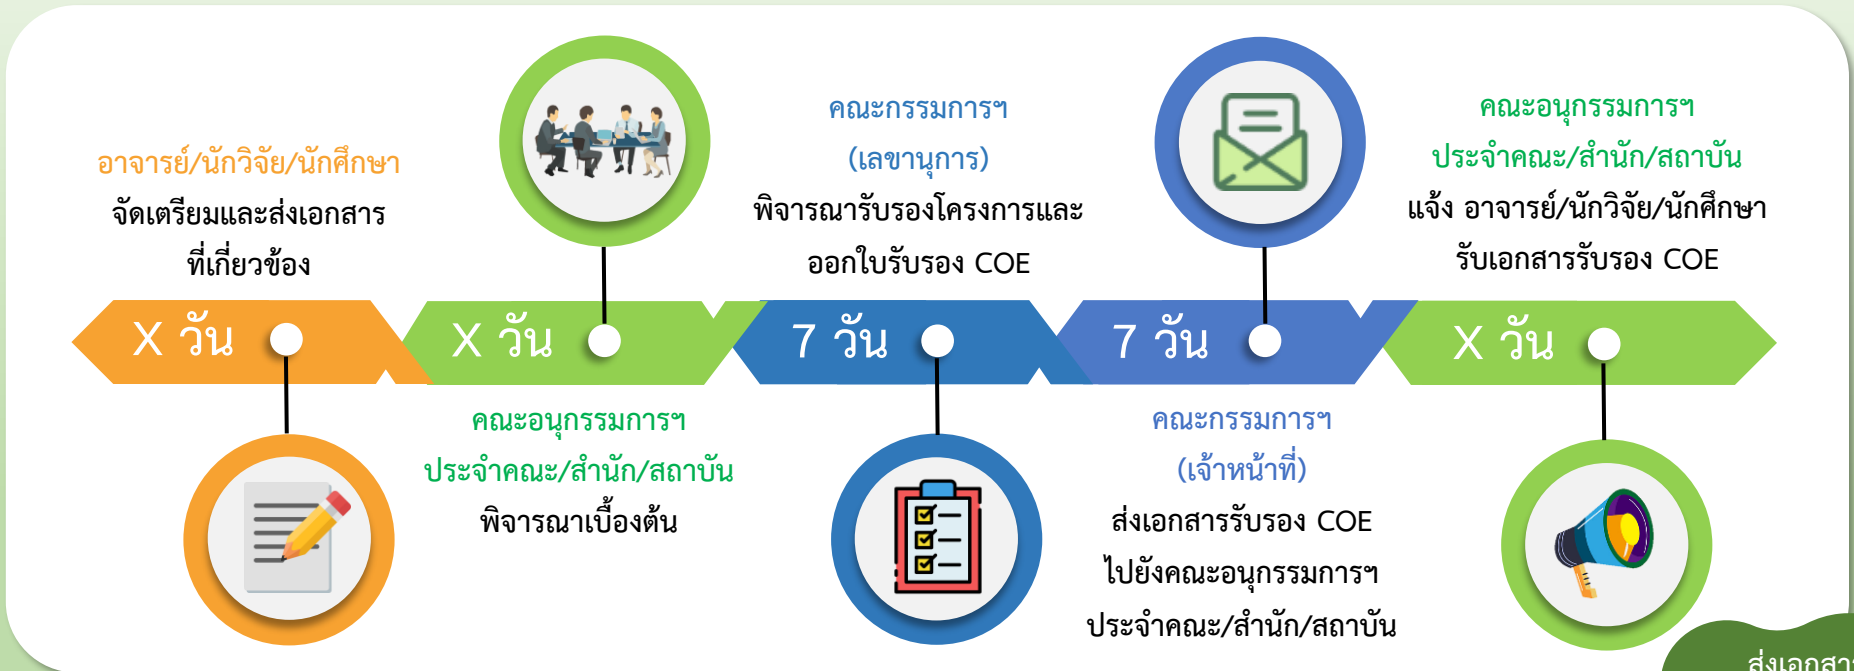 อาจารย์/นักวิจัย/นักศึกษา
จัดเตรียมและส่งเอกสาร
ที่เกี่ยวข้อง
X วัน
X วัน
คณะอนุกรรมการฯ
ประจำคณะ/สำนัก/สถาบัน
พิจารณาเบื้องต้น
คณะกรรมการฯ
(เลขานุการ)
พิจารณารับรองโครงการและ
ออกใบรับรอง COE
7 วัน
7 วัน
คณะกรรมการฯ
(เจ้าหน้าที่)
ส่งเอกสารรับรอง COE
ไปยังคณะอนุกรรมการฯ
ประจำคณะ/สำนัก/สถาบัน
คณะอนุกรรมการฯ
ประจำคณะ/สำนัก/สถาบัน
แจ้ง อาจารย์/นักวิจัย/นักศึกษา
รับเอกสารรับรอง COE
X วัน